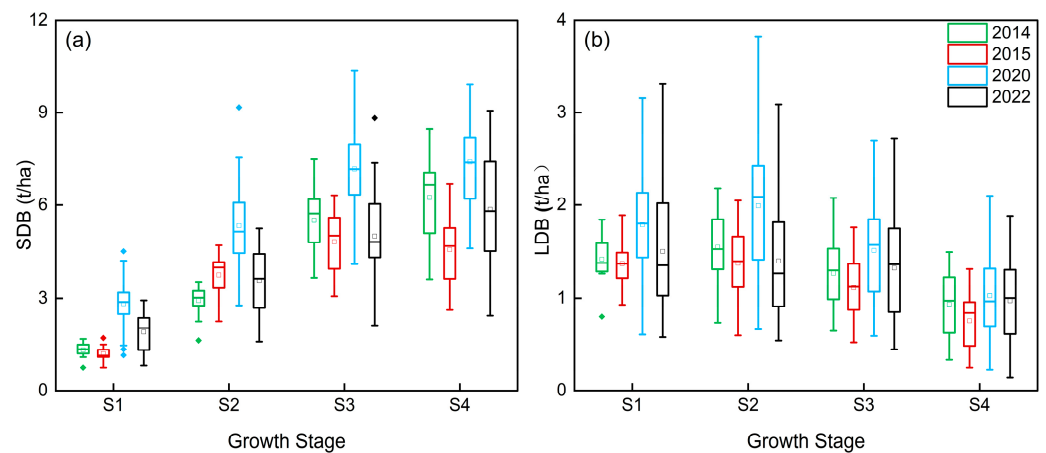 (a)
12
9
6
3
0
SDB (t/ha)
S1 S2 S3 S4
Growth Stage
(b)
2014
2015
2020
2022
4
3
2
1
0
LDB (t/ha）
S1 S2 S3 S4
Growth Stage